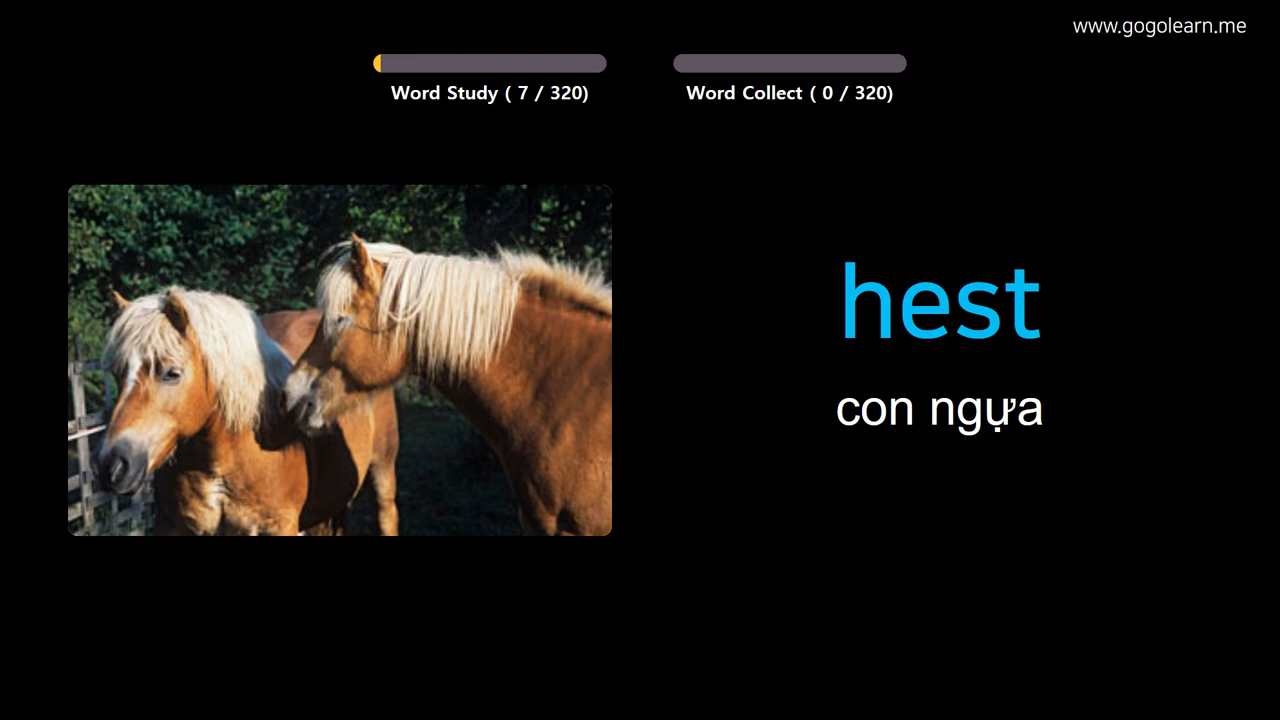 www.gogolearn.me
Word Study ( 7 / 320)
Word Collect ( 0 / 320)
hest
con ngựa